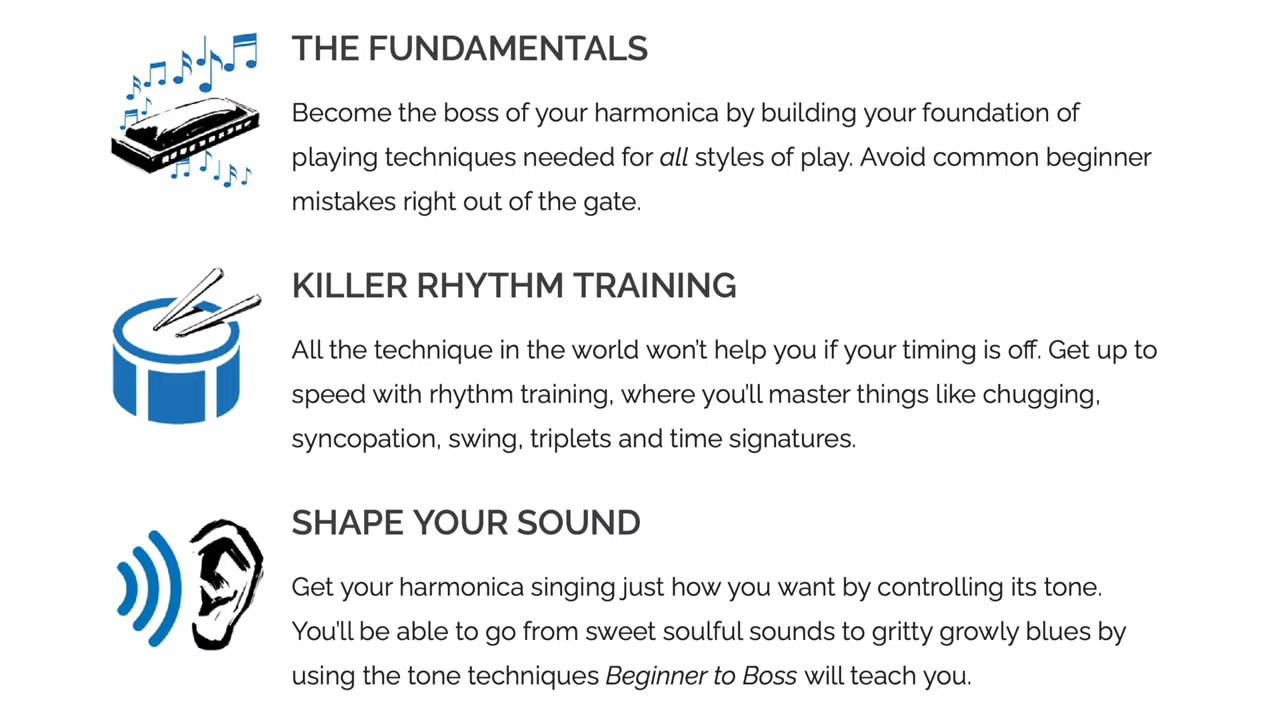 THE FUNDAMENTALS
Become the boss of your harmonica by building your foundation of
playing techniques needed for all styles of play. Avoid common beginner
mistakes right out of the gate.
KILLER RHYTHM TRAINING
All the technique in the world won't help you if your timing is off. Get up to
speed with rhythm training, where you'll master things like chugging,
syncopation, swing, triplets and time signatures.
SHAPE YOUR SOUND
Get your harmonica singing just how you want by controlling its tone.
You'll be able to go from sweet soulful sounds to gritty growly blues by
using the tone techniques Beginner to Boss will teach you.